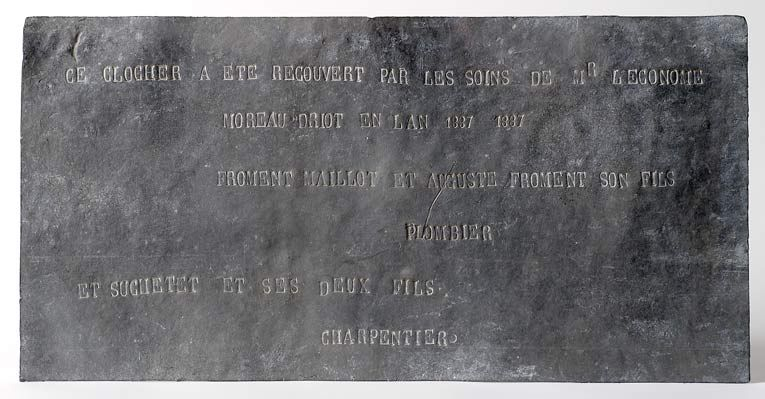 CE CLOCHER A ETE RECOUVERT PAR LES SOINS DE MR L'ECONOME
MOREAU DRIOT EN LAN 1837 1837
FROMENT MAILLOT ET AUGUSTE FROMENT SON FILS
PLOMBIER
ET SUCHETET ET SES DEUX FILS.
CHARPENTIER